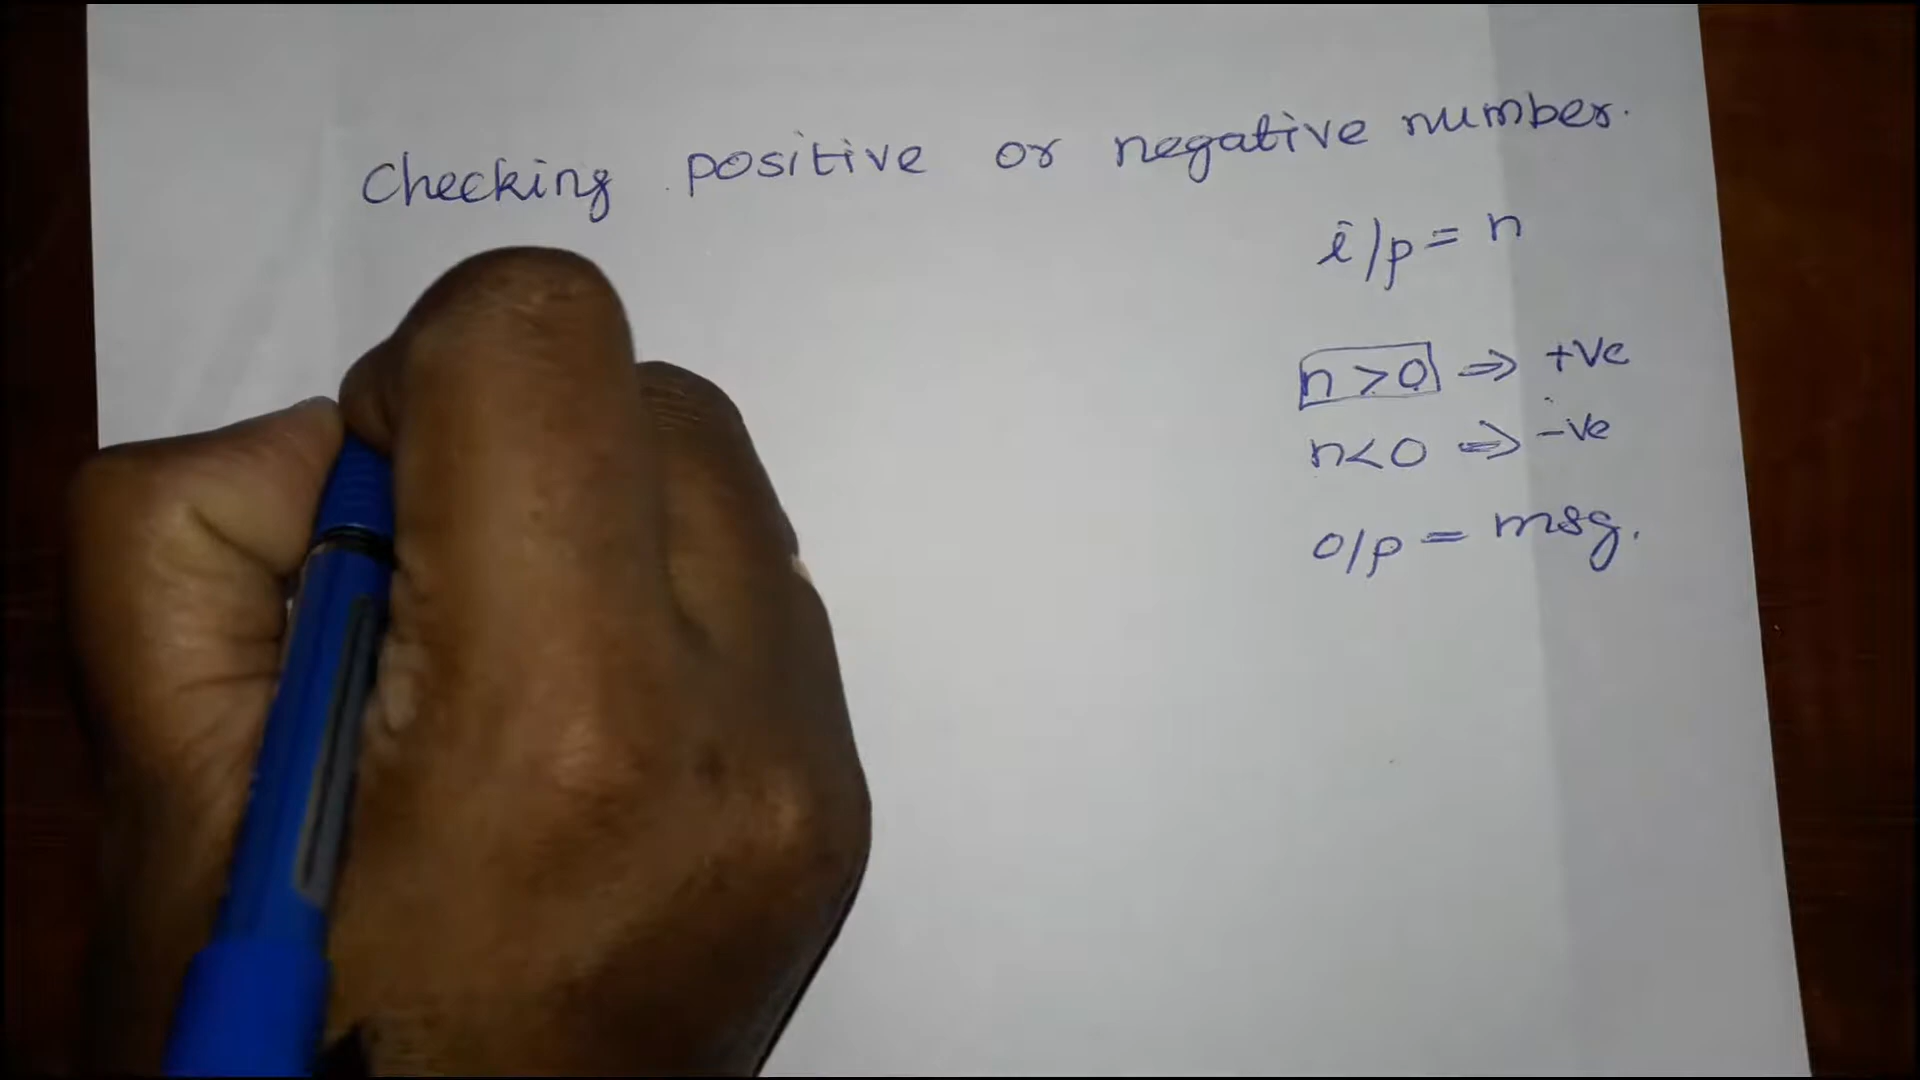 Checking positive or negative number.
i/p = n
n > 0 ⇒ +ve
n < 0 ⇒ -ve
o/p = msg.